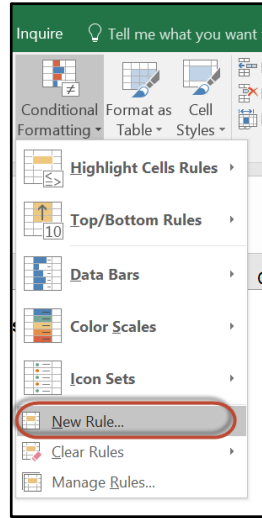 Inquire Tell me what you want
Conditional Format as Cell
Formatting Table Styles
Highlight Cells Rules
10 Top/Bottom Rules
Data Bars
Color Scales
Icon Sets
New Rule...
Clear Rules
Manage Rules...